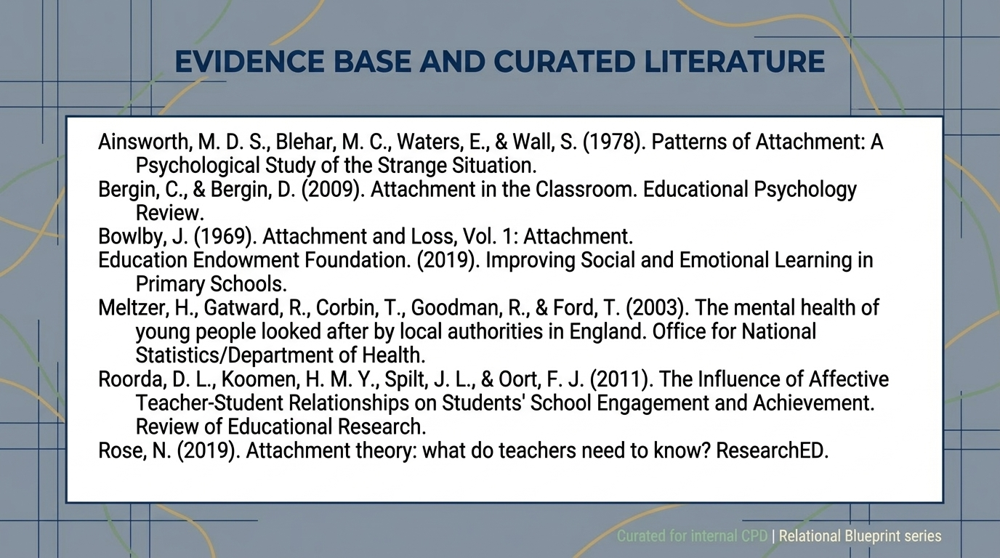 EVIDENCE BASE AND CURATED LITERATURE
Ainsworth, M. D. S., Blehar, M. C., Waters, E., & Wall, S. (1978). Patterns of Attachment: A
Psychological Study of the Strange Situation.
Bergin, C., & Bergin, D. (2009). Attachment in the Classroom. Educational Psychology
Review.
Bowlby, J. (1969). Attachment and Loss, Vol. 1: Attachment.
Education Endowment Foundation. (2019). Improving Social and Emotional Learning in
Primary Schools.
Meltzer, H., Gatward, R., Corbin, T., Goodman, R., & Ford, T. (2003). The mental health of
young people looked after by local authorities in England. Office for National
Statistics/Department of Health.
Roorda, D. L., Koomen, H. M. Y., Spilt, J. L., & Oort, F. J. (2011). The Influence of Affective
Teacher-Student Relationships on Students' School Engagement and Achievement.
Review of Educational Research.
Rose, N. (2019). Attachment theory: what do teachers need to know? ResearchED.
Curated for internal CPD | Relational Blueprint series